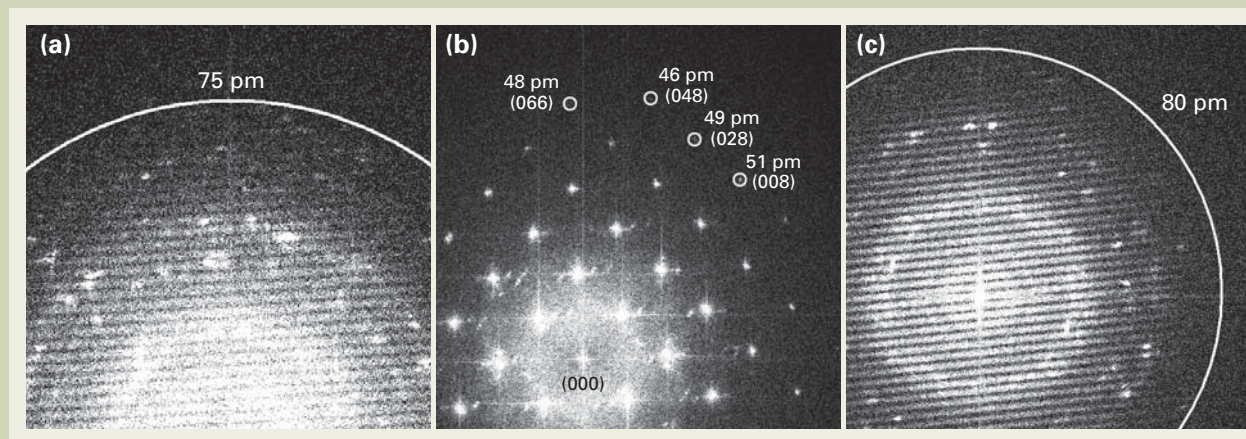 (a)
75 pm
(b)
48 pm
(066)
46 pm
(048)
49 pm
(028)
51 pm
(008)
(000)
(c)
80 pm